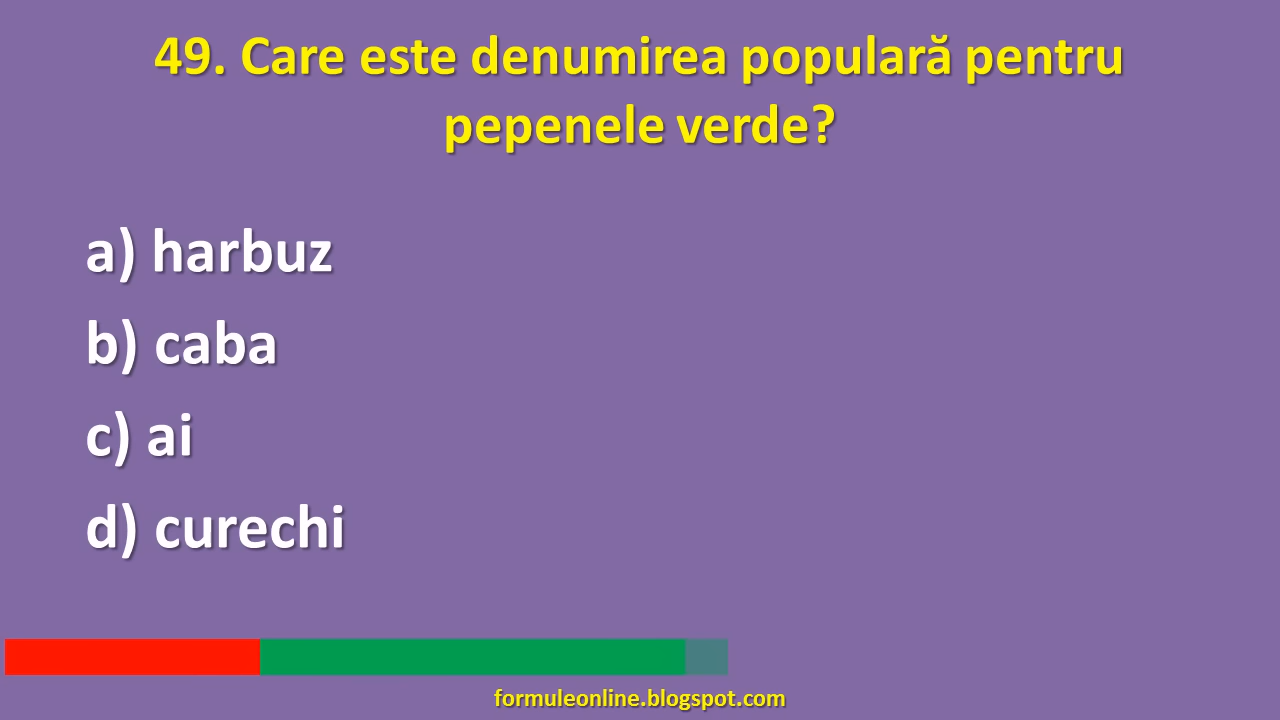 49. Care este denumirea populară pentru
pepenele verde?
a) harbuz
b) caba
c) ai
d) curechi
formuleonline.blogspot.com